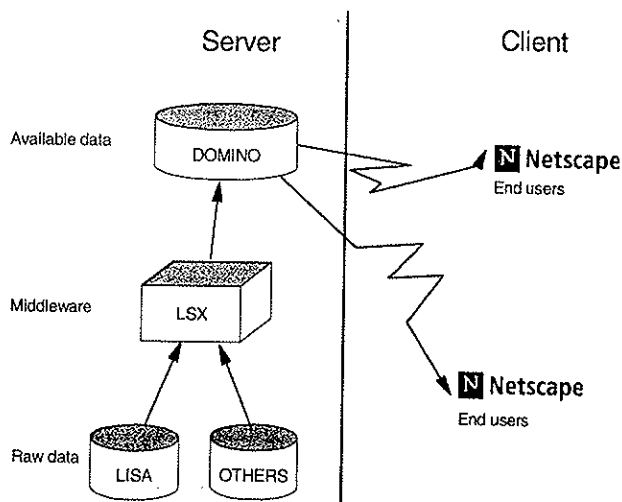 Server
Client
Available data
DOMINO
N Netscape
End users
Middleware
LSX
N Netscape
End users
Raw data
LISA
OTHERS